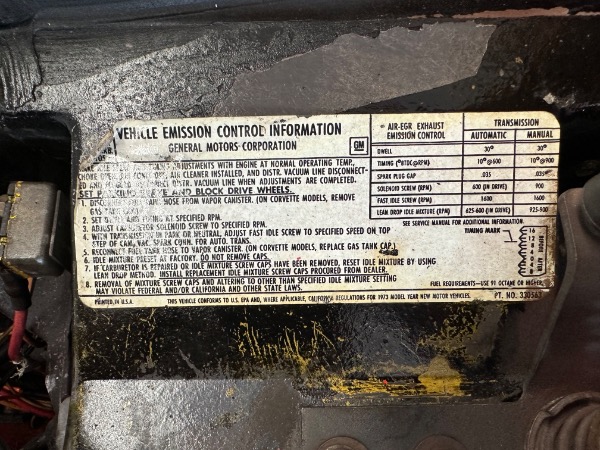 VEHICLE EMISSION CONTROL INFORMATION
GENERAL MOTORS CORPORATION
GM
AIR-EGR EXHAUST
EMISSION CONTROL
TRANSMISSION
AUTOMATIC MANUAL
DWELL 30° 30°
TIMING (°BTDC@RPM) 10°@600 10°@900
SPARK PLUG GAP .035 .035
SOLENOID SCREW (RPM) 600 (IN DRIVE) 900
FAST IDLE SCREW (RPM) 1600 1600
LEAN DROP IDLE MIXTURE (RPM) 625-600 (IN DRIVE) 925-900
SEE SERVICE MANUAL FOR ADDITIONAL INFORMATION
TIMING MARK
ADJUSTMENTS WITH ENGINE AT NORMAL OPERATING TEMP.,
CHOKE AIR COND. OFF, AIR CLEANER INSTALLED, AND DISTR. VACUUM LINE DISCONNECT-
ED AND DISTR. VACUUM LINE WHEN ADJUSTMENTS ARE COMPLETED.
SET PARKING BRAKE AND BLOCK DRIVE WHEELS.
1. DISCONNECT FUEL TANK HOSE FROM VAPOR CANISTER. (ON CORVETTE MODELS, REMOVE
GAS TANK CAP.)
2. SET DWELL AND TIMING AT SPECIFIED RPM.
3. ADJUST CARBURETOR SOLENOID SCREW TO SPECIFIED RPM.
4. WITH TRANSMISSION IN PARK OR NEUTRAL, ADJUST FAST IDLE SCREW TO SPECIFIED SPEED ON TOP
STEP OF CAM, VAC. SPARK CONN. FOR AUTO. TRANS.
5. RECONNECT FUEL TANK HOSE TO VAPOR CANISTER. (ON CORVETTE MODELS, REPLACE GAS TANK CAP.)
6. IDLE MIXTURE PRESET AT FACTORY. DO NOT REMOVE CAPS.
7. IF CARBURETOR IS REPAIRED OR IDLE MIXTURE SCREW CAPS HAVE BEEN REMOVED, RESET IDLE MIXTURE BY USING
LEAN DROP METHOD. INSTALL REPLACEMENT IDLE MIXTURE SCREW CAPS PROCURED FROM DEALER.
8. REMOVAL OF MIXTURE SCREW CAPS AND ALTERING TO OTHER THAN SPECIFIED IDLE MIXTURE SETTING
MAY VIOLATE FEDERAL AND/OR CALIFORNIA AND OTHER STATE LAWS.
FUEL REQUIREMENTS-USE 91 OCTANE OR HIGHER
PRINTED IN U.S.A.
THIS VEHICLE CONFORMS TO U.S. EPA AND, WHERE APPLICABLE, CALIFORNIA REGULATIONS FOR 1973 MODEL YEAR NEW MOTOR VEHICLES.
PT. NO.